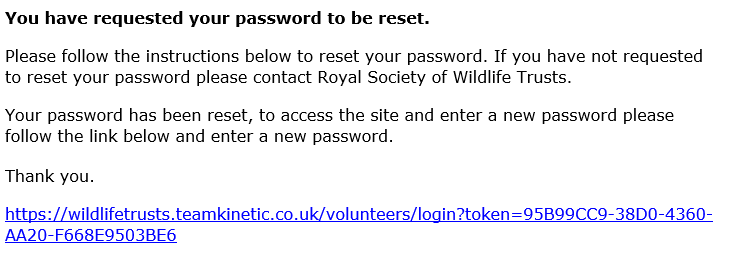 You have requested your password to be reset.
Please follow the instructions below to reset your password. If you have not requested
to reset your password please contact Royal Society of Wildlife Trusts.
Your password has been reset, to access the site and enter a new password please
follow the link below and enter a new password.
Thank you.
https://wildlifetrusts.teamkinetic.co.uk/volunteers/login?token=95B99CC9-38D0-4360-
AA20-F668E9503BE6